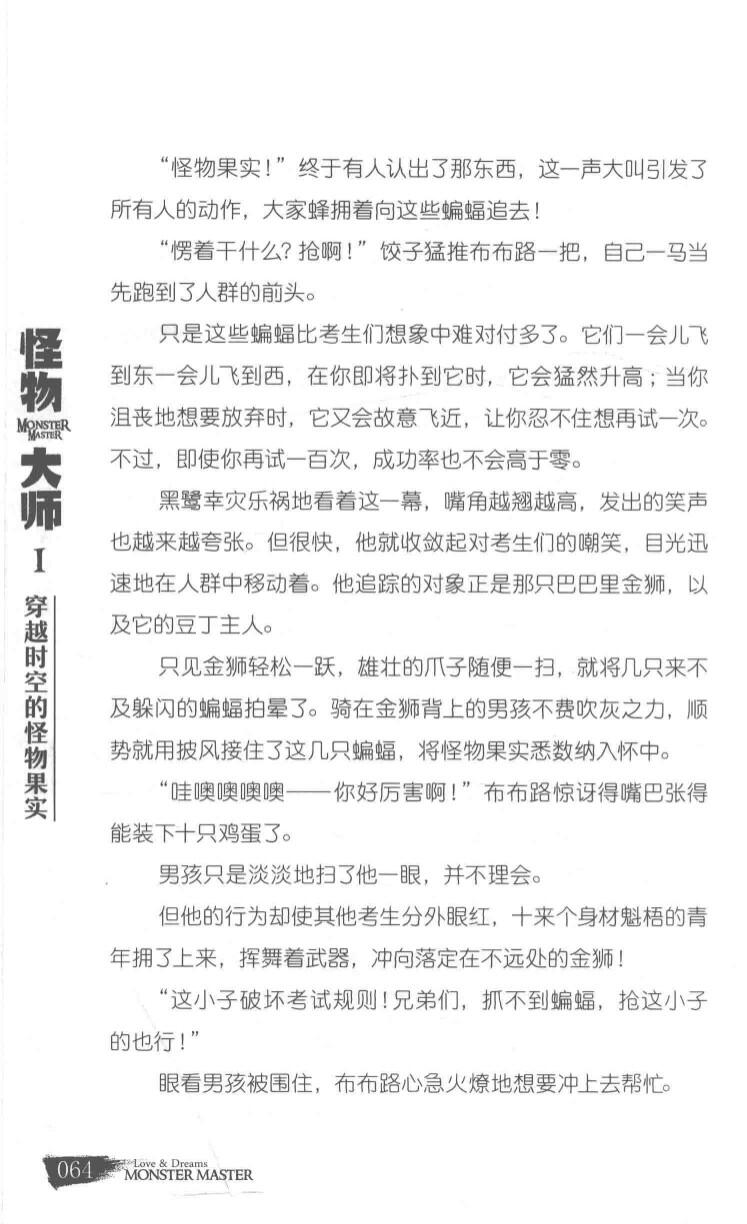 “怪物果实！”终于有人认出了那东西，这一声大叫引发了
所有人的动作，大家蜂拥着向这些蝙蝠追去！
“愣着干什么？抢啊！”饺子猛推布布路一把，自己一马当
先跑到了人群的前头。
只是这些蝙蝠比考生们想象中难对付多了。它们一会儿飞
到东一会儿飞到西，在你即将扑到它时，它会猛然升高；当你
沮丧地想要放弃时，它又会故意飞近，让你忍不住想再试一次。
不过，即使你再试一百次，成功率也不会高于零。
黑鹭幸灾乐祸地看着这一幕，嘴角越翘越高，发出的笑声
也越来越夸张。但很快，他就收敛起对考生们的嘲笑，目光迅
速地在人群中移动着。他追踪的对象正是那只巴巴里金狮，以
及它的豆丁主人。
只见金狮轻松一跃，雄壮的爪子随便一扫，就将几只来不
及躲闪的蝙蝠拍晕了。骑在金狮背上的男孩不费吹灰之力，顺
势就用披风接住了这几只蝙蝠，将怪物果实悉数纳入怀中。
“哇噢噢噢噢——你好厉害啊！”布布路惊讶得嘴巴张得
能装下十只鸡蛋了。
男孩只是淡淡地扫了他一眼，并不理会。
但他的行为却使其他考生分外眼红，十来个身材魁梧的青
年拥了上来，挥舞着武器，冲向落定在不远处的金狮！
“这小子破坏考试规则！兄弟们，抓不到蝙蝠，抢这小子
的也行！”
眼看男孩被围住，布布路心急火燎地想要冲上去帮忙。
怪物
MONSTER
MASTER
大师
I
穿越时空的怪物果实
064
Love & Dreams
MONSTER MASTER